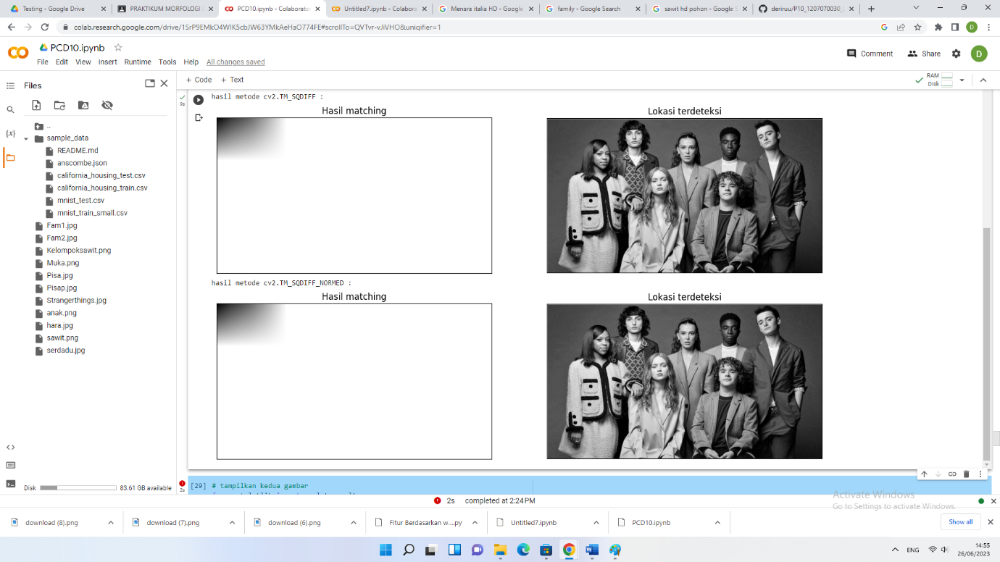 Testing - Google Drive
PRAKTIKUM MORFOLOGI
PCD10.ipynb - Colaborato
Untitled7.ipynb - Colabora
Menara italia HD - Google
family - Google Search
sawit hd pohon - Google S
deriruu/P10_1207070030_
colab.research.google.com/drive/1SrP9EMkO4WIK5cbJW63YMkAeHaO774FE#scrollTo=QVTvr-vJiVHO&uniqifier=1
D
PCD10.ipynb
File Edit View Insert Runtime Tools Help All changes saved
Comment Share D
Files
+ Code + Text
RAM
Disk
..
sample_data
README.md
anscombe.json
california_housing_test.csv
california_housing_train.csv
mnist_test.csv
mnist_train_small.csv
Fam1.jpg
Fam2.jpg
Kelompoksawit.png
Muka.png
Pisa.jpg
Pisap.jpg
Strangerthings.jpg
anak.png
hara.jpg
sawit.png
serdadu.jpg
Disk 83.61 GB available
9s
hasil metode cv2.TM_SQDIFF :
Hasil matching Lokasi terdeteksi
hasil metode cv2.TM_SQDIFF_NORMED :
Hasil matching Lokasi terdeteksi
2s
[29] # tampilkan kedua gambar
2s completed at 2:24 PM
Activate Windows
Go to Settings to activate Windows.
download (8).png
download (7).png
download (6).png
Fitur Berdasarkan w....py
Untitled7.ipynb
PCD10.ipynb
Show all
ENG
14:55
26/06/2023